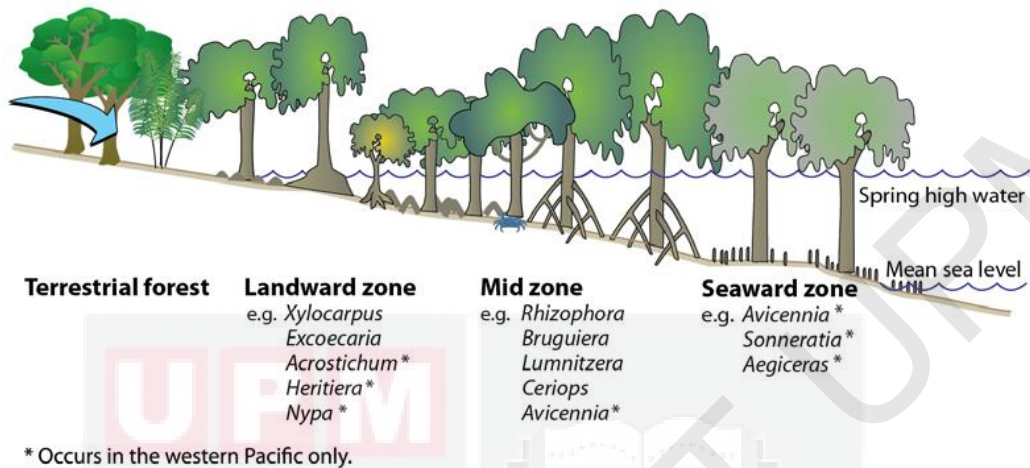 Spring high water
Mean sea level
Terrestrial forest
Landward zone
e.g. Xylocarpus
Excoecaria
Acrostichum *
Heritiera *
Nypa *
Mid zone
e.g. Rhizophora
Bruguiera
Lumnitzera
Ceriops
Avicennia *
Seaward zone
e.g. Avicennia *
Sonneratia *
Aegiceras *
* Occurs in the western Pacific only.
UPM
T UPM